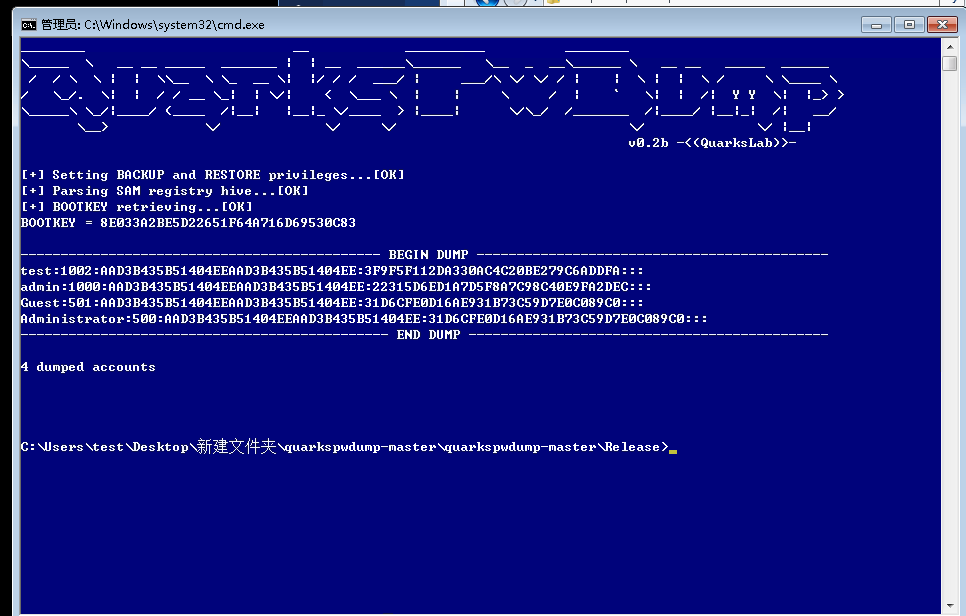 管理员: C:\Windows\system32\cmd.exe
QuarksPwDump
v0.2b -<(QuarksLab)>-
[+] Setting BACKUP and RESTORE privileges...[OK]
[+] Parsing SAM registry hive...[OK]
[+] BOOTKEY retrieving...[OK]
BOOTKEY = 8E033A2BE5D22651F64A716D69530C83
--------------------------------------------- BEGIN DUMP --------------------------------------------
test:1002:AAD3B435B51404EEAAD3B435B51404EE:3F9F5F112DA330AC4C20BE279C6ADDFA:::
admin:1000:AAD3B435B51404EEAAD3B435B51404EE:22315D6ED1A7D5F8A7C98C40E9FA2DEC:::
Guest:501:AAD3B435B51404EEAAD3B435B51404EE:31D6CFE0D16AE931B73C59D7E0C089C0:::
Administrator:500:AAD3B435B51404EEAAD3B435B51404EE:31D6CFE0D16AE931B73C59D7E0C089C0:::
---------------------------------------------- END DUMP ---------------------------------------------
4 dumped accounts
C:\Users\test\Desktop\新建文件夹\quarkspwdump-master\quarkspwdump-master\Release>